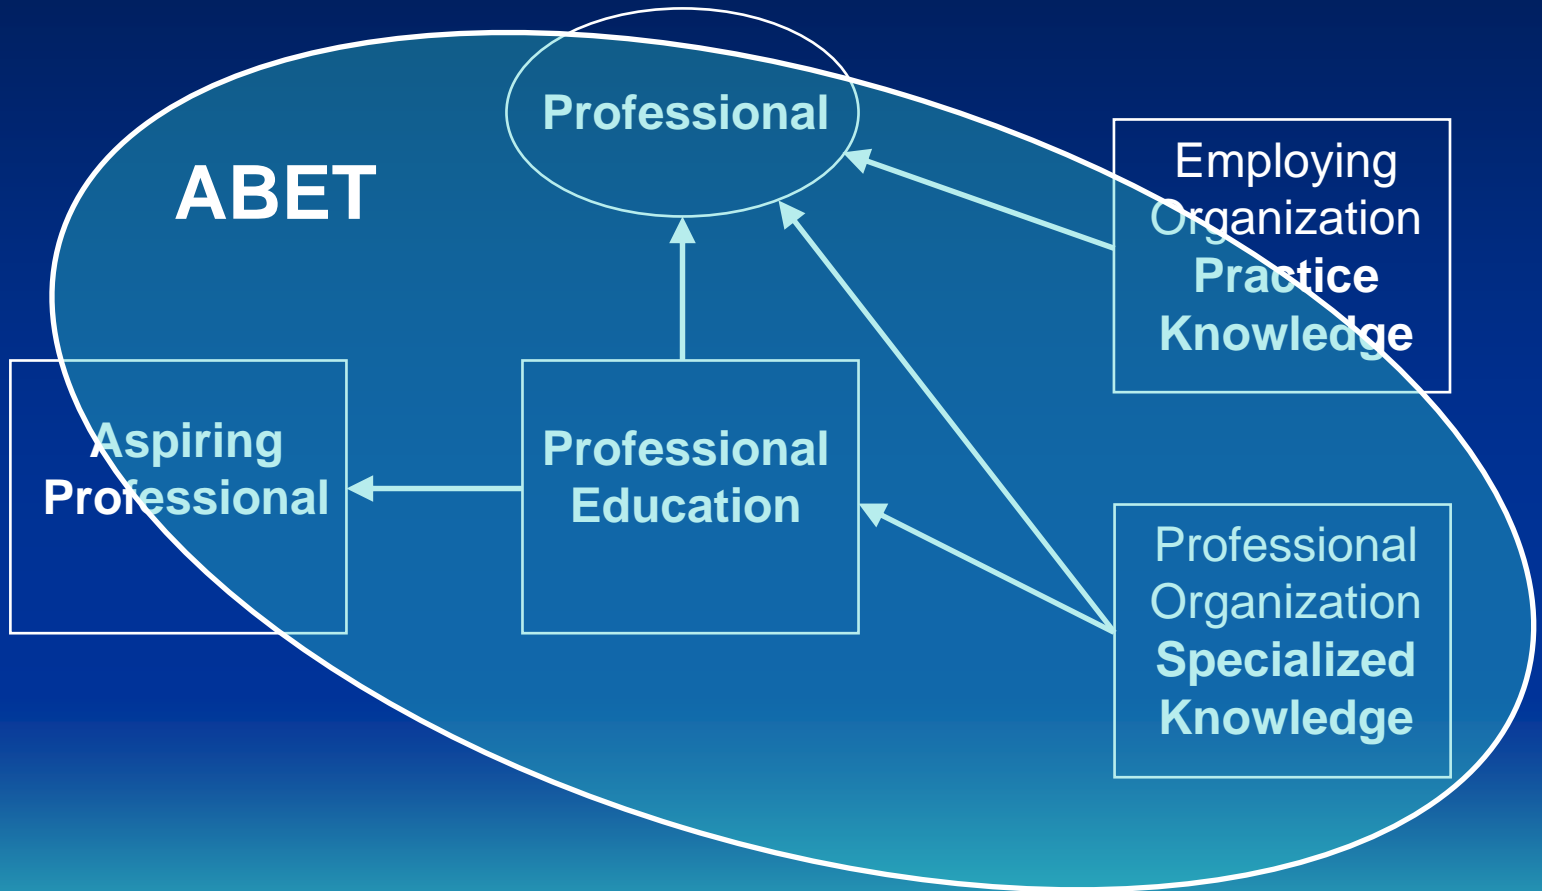 Professional
ABET
Employing
Organization
Practice
Knowledge
Aspiring
Professional
Professional
Education
Professional
Organization
Specialized
Knowledge